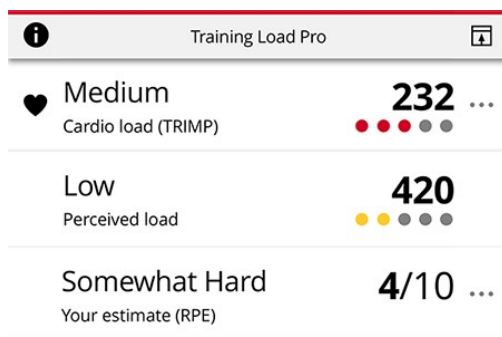 Training Load Pro
Medium
232
Cardio load (TRIMP)
Low
420
Perceived load
Somewhat Hard
4/10
Your estimate (RPE)